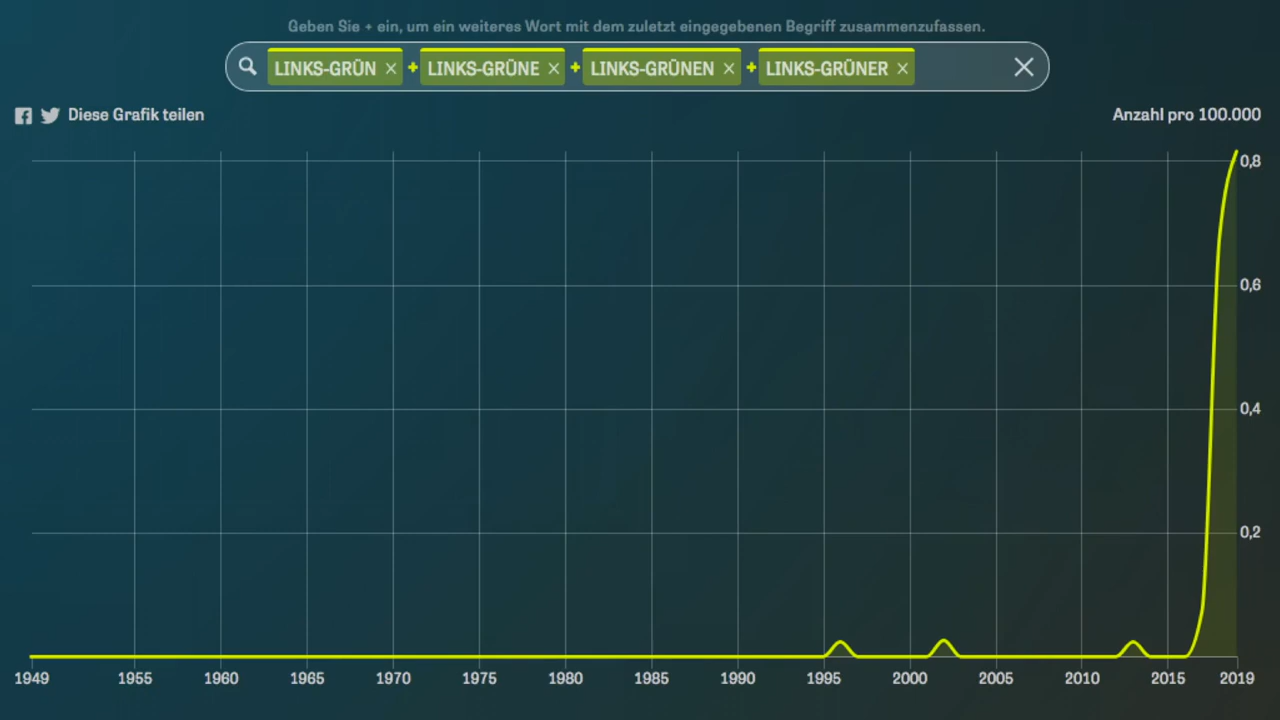 Geben Sie + ein, um ein weiteres Wort mit dem zuletzt eingegebenen Begriff zusammenzufassen.
LINKS-GRÜN × + LINKS-GRÜNE × + LINKS-GRÜNEN × + LINKS-GRÜNER ×
Diese Grafik teilen
Anzahl pro 100.000
0,8
0,6
0,4
0,2
1949 1955 1960 1965 1970 1975 1980 1985 1990 1995 2000 2005 2010 2015 2019